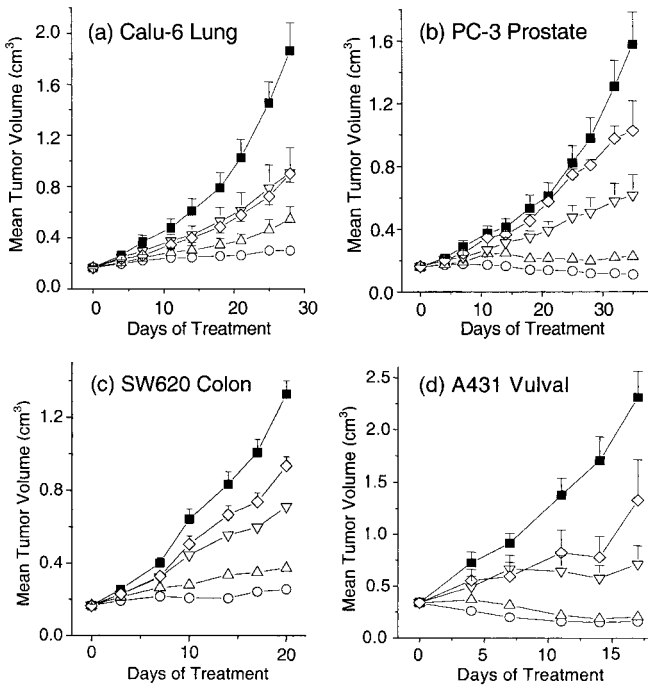 (a) Calu-6 Lung
Mean Tumor Volume (cm³)
2.0
1.6
1.2
0.8
0.4
0.0
0 10 20 30
Days of Treatment
(b) PC-3 Prostate
Mean Tumor Volume (cm³)
1.6
1.2
0.8
0.4
0.0
0 10 20 30
Days of Treatment
(c) SW620 Colon
Mean Tumor Volume (cm³)
1.2
0.8
0.4
0.0
0 10 20
Days of Treatment
(d) A431 Vulval
Mean Tumor Volume (cm³)
2.5
2.0
1.5
1.0
0.5
0.0
0 5 10 15
Days of Treatment